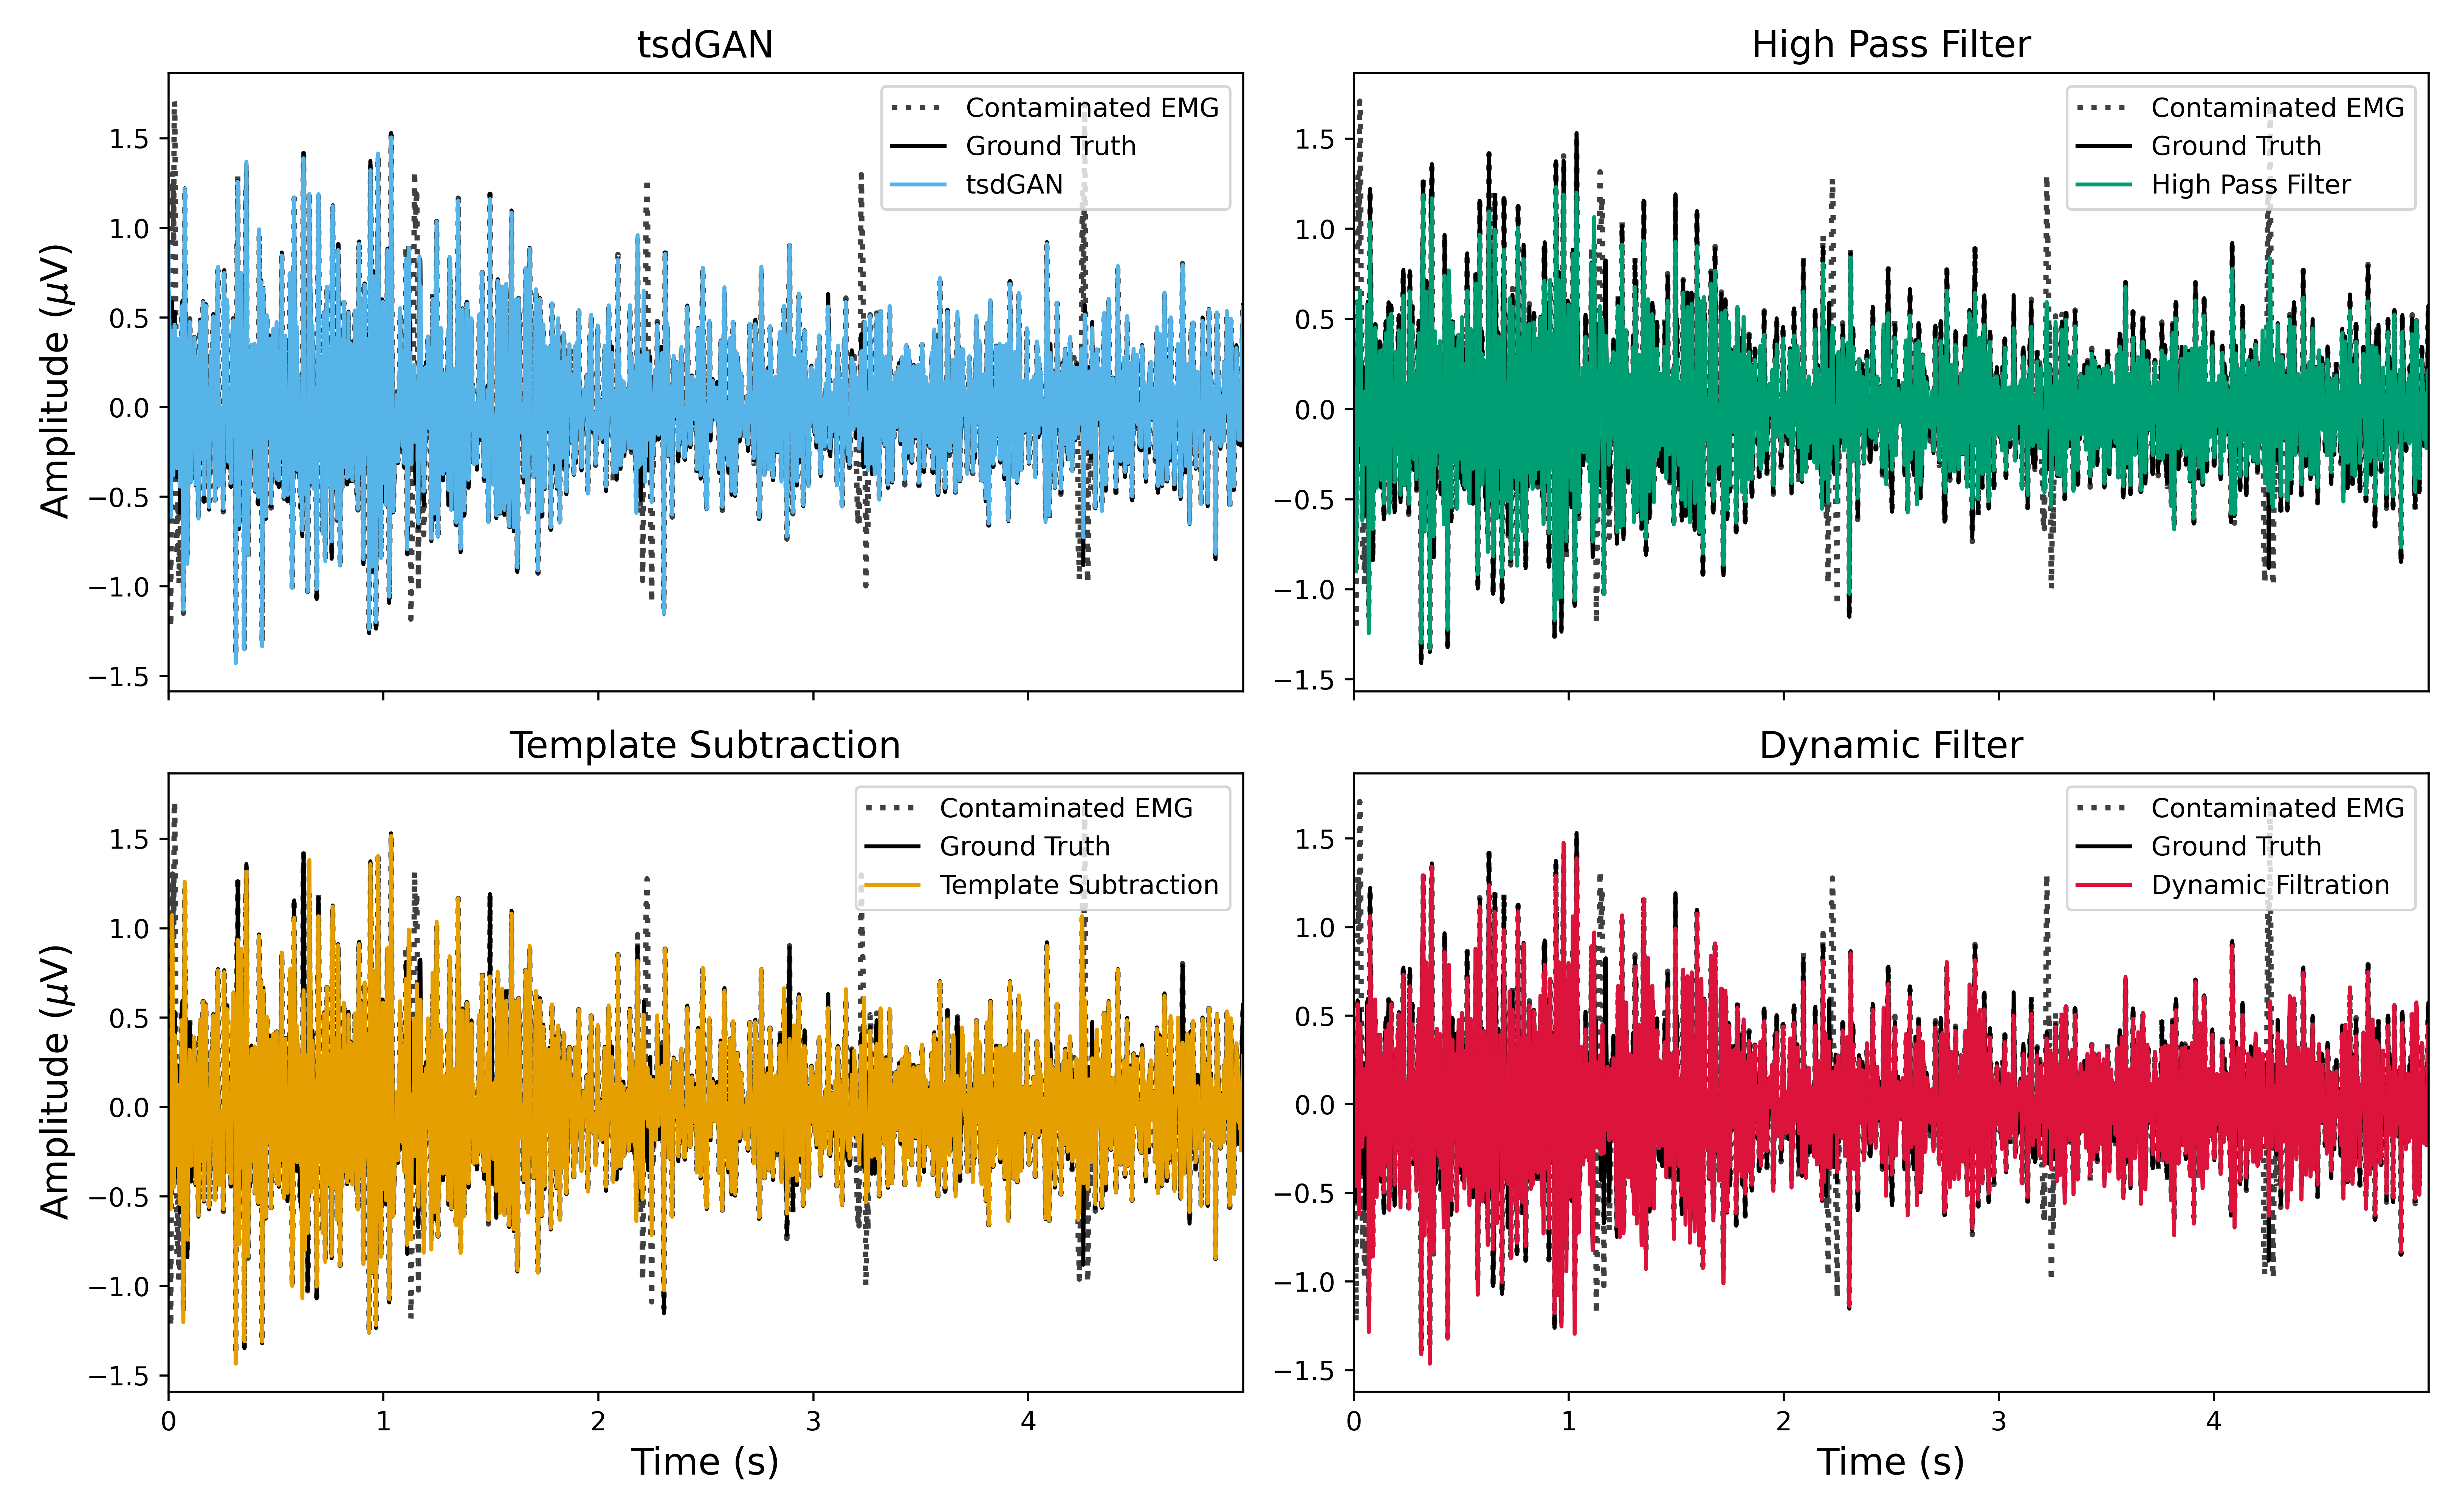 tsdGAN
Amplitude (μV)
1.5
1.0
0.5
0.0
−0.5
−1.0
−1.5
Contaminated EMG
Ground Truth
tsdGAN
High Pass Filter
1.5
1.0
0.5
0.0
−0.5
−1.0
−1.5
Contaminated EMG
Ground Truth
High Pass Filter
Template Subtraction
Amplitude (μV)
1.5
1.0
0.5
0.0
−0.5
−1.0
−1.5
Contaminated EMG
Ground Truth
Template Subtraction
0 1 2 3 4
Time (s)
Dynamic Filter
1.5
1.0
0.5
0.0
−0.5
−1.0
−1.5
Contaminated EMG
Ground Truth
Dynamic Filtration
0 1 2 3 4
Time (s)